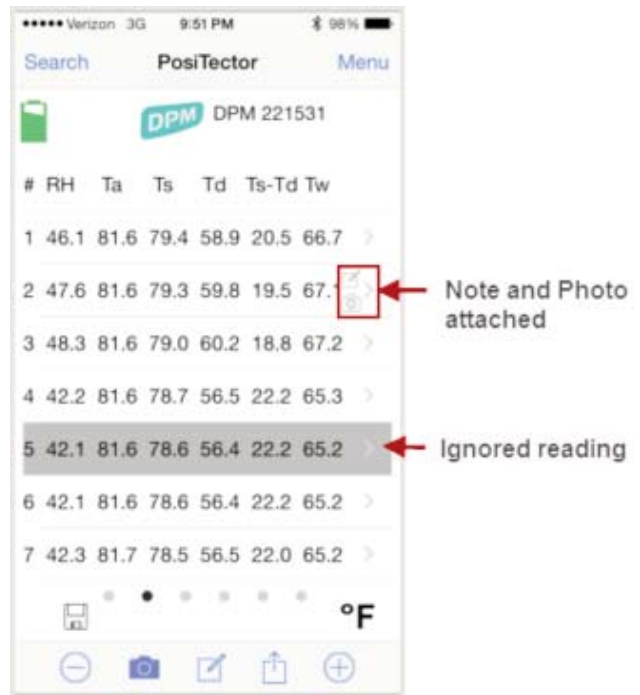 Verizon 3G 9:51 PM 98%
Search PosiTector Menu
DPM DPM 221531
# RH Ta Ts Td Ts-Td Tw
1 46.1 81.6 79.4 58.9 20.5 66.7
2 47.6 81.6 79.3 59.8 19.5 Note and Photo
attached
3 48.3 81.6 79.0 60.2 18.8 67.2
4 42.2 81.6 78.7 56.5 22.2 65.3
5 42.1 81.6 78.6 56.4 22.2 65.2 Ignored reading
6 42.1 81.6 78.6 56.4 22.2 65.2
7 42.3 81.7 78.5 56.5 22.0 65.2
°F